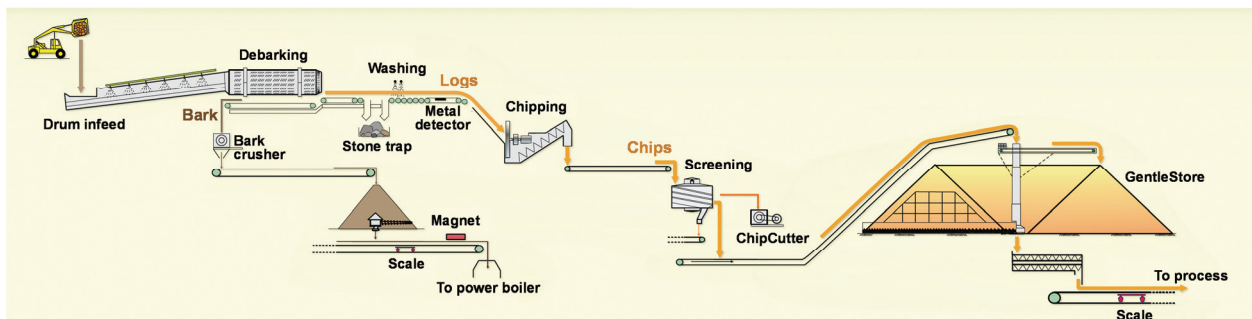 Drum infeed
Debarking
Bark
Bark
crusher
Washing
Logs
Stone trap
Metal
detector
Chipping
Chips
Screening
ChipCutter
Magnet
Scale
To power boiler
GentleStore
To process
Scale